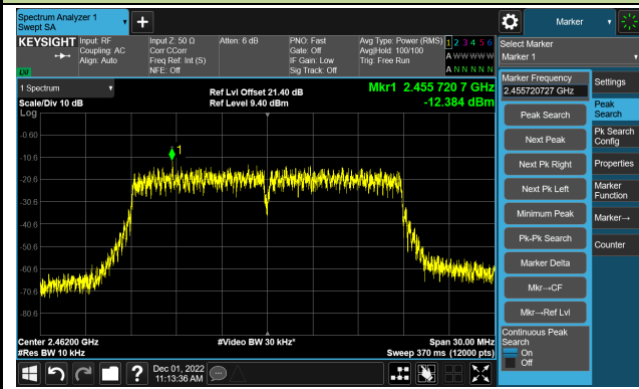 Spectrum Analyzer 1
Swept SA
+
Marker
KEYSIGHT
Input: RF
Coupling: AC
Align: Auto
Input Z: 50 Ω
Corr CCorr
Freq Ref: Int (S)
NFE: Off
Atten: 6 dB
PNO: Fast
Gate: Off
IF Gain: Low
Sig Track: Off
Avg Type: Power (RMS)
Avg|Hold: 100/100
Trig: Free Run
1 2 3 4 5 6
A W W W W W
A N N N N N
Select Marker
Marker 1
1 Spectrum
Scale/Div 10 dB
Log
Ref Lvl Offset 21.40 dB
Ref Level 9.40 dBm
Mkr1 2.455 720 7 GHz
-12.384 dBm
-0.60
-10.6
-20.6
-30.6
-40.6
-50.6
-60.6
-70.6
-80.6
1
Center 2.46200 GHz
#Res BW 10 kHz
#Video BW 30 kHz*
Span 30.00 MHz
Sweep 370 ms (12000 pts)
Marker Frequency
2.455720727 GHz
Peak Search
Next Peak
Next Pk Right
Next Pk Left
Minimum Peak
Pk-Pk Search
Marker Delta
Mkr→CF
Mkr→Ref Lvl
Continuous Peak
Search
On
Off
Settings
Peak
Search
Pk Search
Config
Properties
Marker
Function
Marker→
Counter
?
Dec 01, 2022
11:13:36 AM